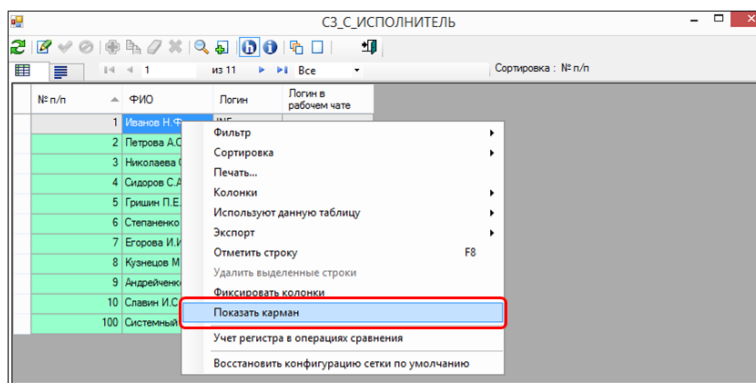 СЗ_С_ИСПОЛНИТЕЛЬ
1 из 11 Все Сортировка : № п/п
№ п/п ФИО Логин Логин в рабочем чате
1 Иванов Н.Ф
2 Петрова А.С
3 Николаева
4 Сидоров С.А
5 Гришин П.Е.
6 Степаненко
7 Егорова И.И
8 Кузнецов М
9 Андрейченко
10 Славин И.С.
100 Системный
Фильтр
Сортировка
Печать...
Колонки
Используют данную таблицу
Экспорт
Отметить строку F8
Удалить выделенные строки
Фиксировать колонки
Показать карман
Учет регистра в операциях сравнения
Восстановить конфигурацию сетки по умолчанию